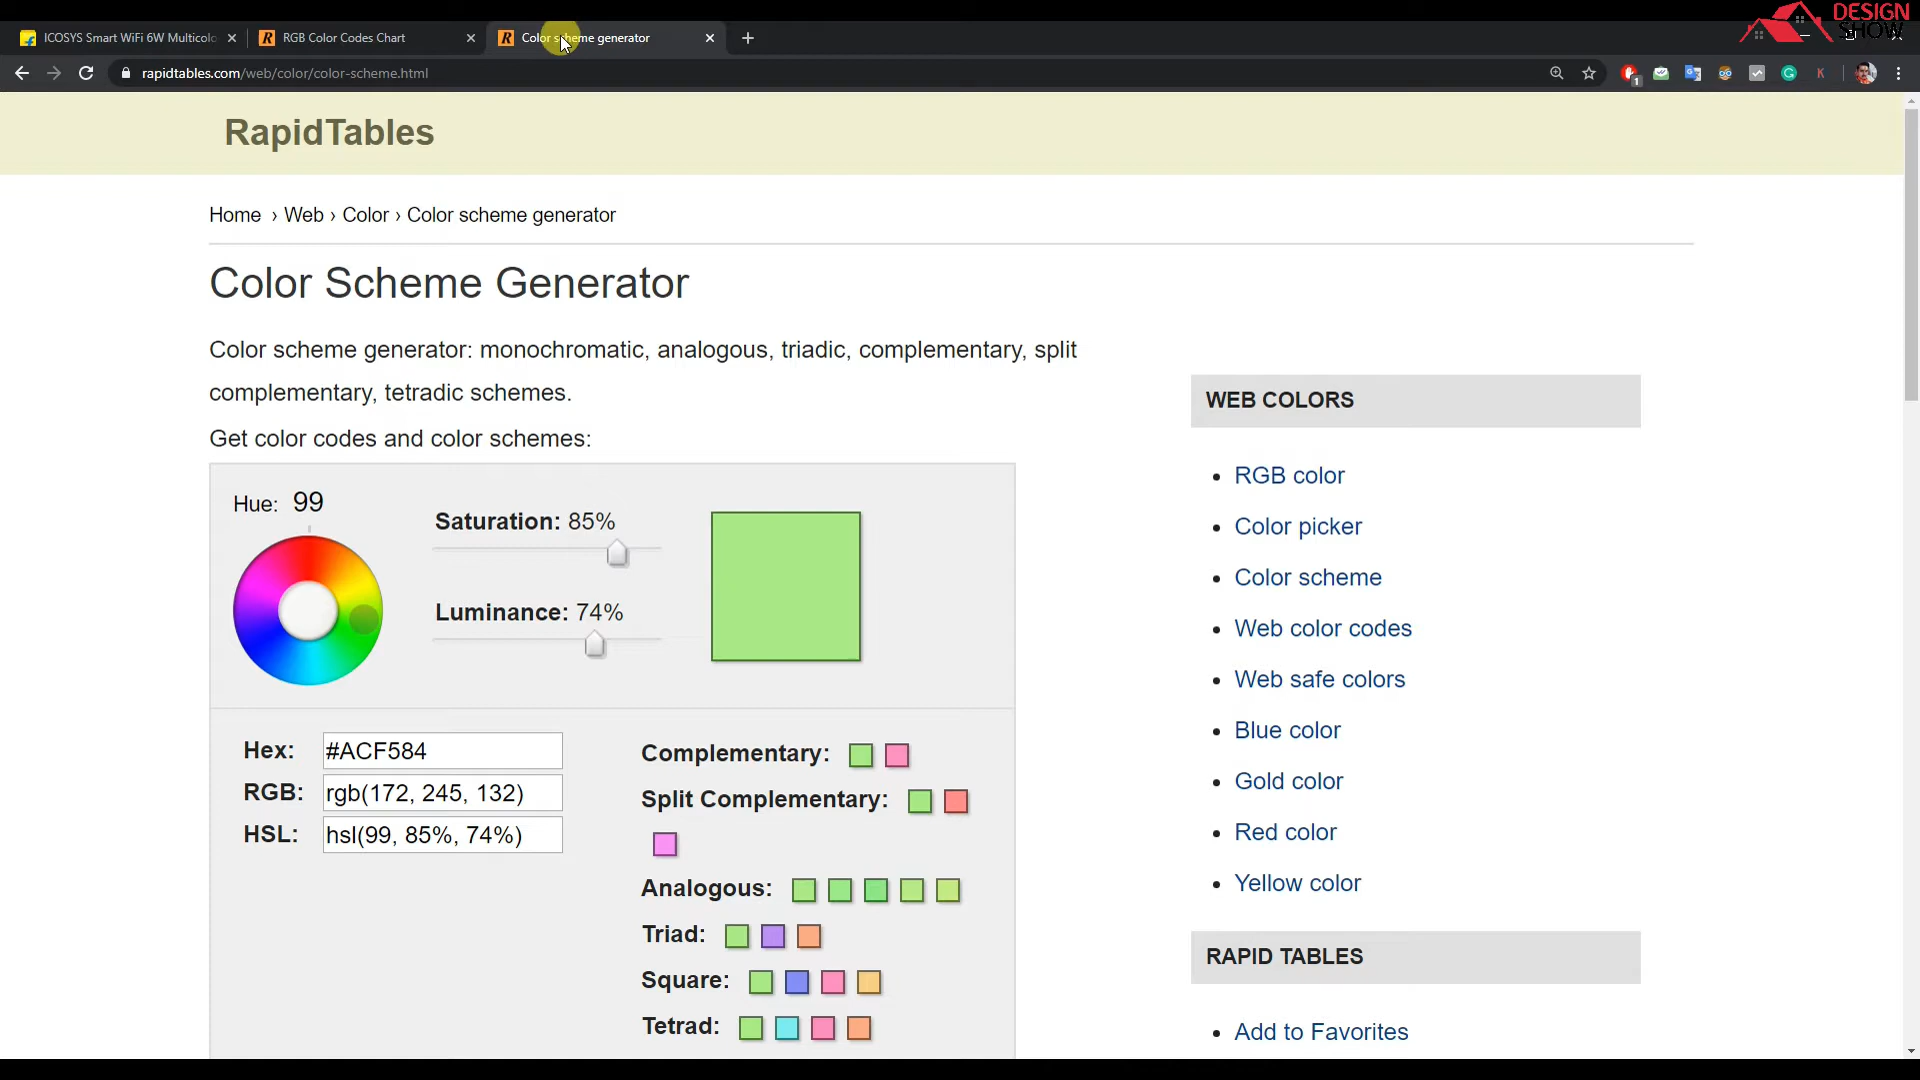 DESIGN
SHOW
ICOSYS Smart WiFi 6W Multicolo
RGB Color Codes Chart
Color scheme generator
rapidtables.com/web/color/color-scheme.html
1
K
RapidTables
Home › Web › Color › Color scheme generator
Color Scheme Generator
Color scheme generator: monochromatic, analogous, triadic, complementary, split
complementary, tetradic schemes.
Get color codes and color schemes:
Hue: 99
Saturation: 85%
Luminance: 74%
Hex: #ACF584
RGB: rgb(172, 245, 132)
HSL: hsl(99, 85%, 74%)
Complementary:
Split Complementary:
Analogous:
Triad:
Square:
Tetrad:
WEB COLORS
• RGB color
• Color picker
• Color scheme
• Web color codes
• Web safe colors
• Blue color
• Gold color
• Red color
• Yellow color
RAPID TABLES
• Add to Favorites